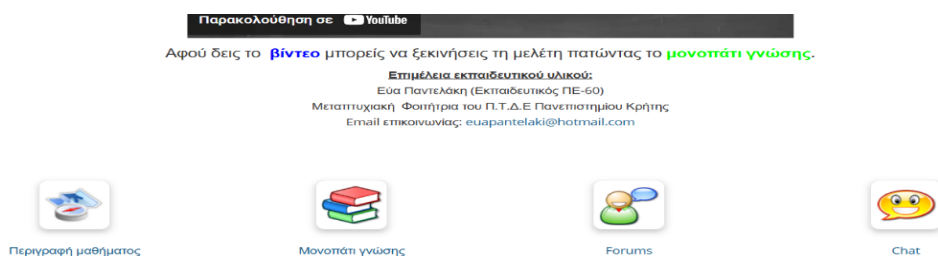 Παρακολούθηση σε YouTube
Αφού δεις το βίντεο μπορείς να ξεκινήσεις τη μελέτη πατώντας το μονοπάτι γνώσης.
Επιμέλεια εκπαιδευτικού υλικού:
Εύα Παντελάκη (Εκπαιδευτικός ΠΕ-60)
Μεταπτυχιακή Φοιτήτρια του Π.Τ.Δ.Ε Πανεπιστημίου Κρήτης
Email επικοινωνίας: euapantelaki@hotmail.com
Περιγραφή μαθήματος
Μονοπάτι γνώσης
Forums
Chat